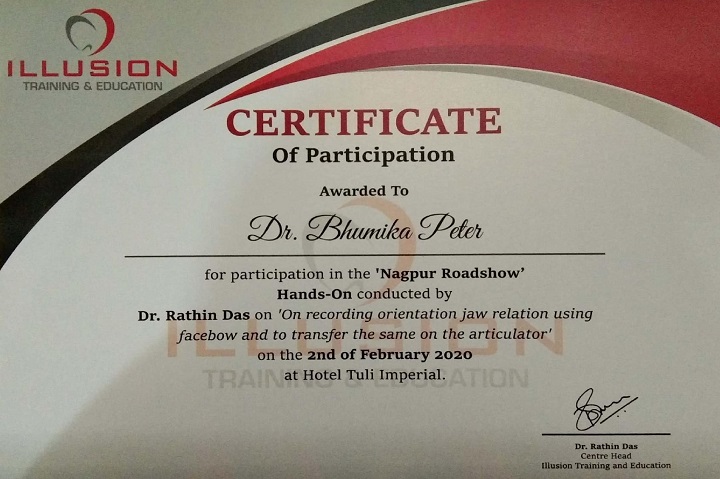 ILLUSION
TRAINING & EDUCATION
CERTIFICATE
Of Participation
Awarded To
Dr. Bhumika Peter
for participation in the 'Nagpur Roadshow’
Hands-On conducted by
Dr. Rathin Das on 'On recording orientation jaw relation using
facebow and to transfer the same on the articulator'
on the 2nd of February 2020
at Hotel Tuli Imperial.
ILLUSION
TRAINING & EDUCATION
Dr. Rathin Das
Centre Head
Illusion Training and Education